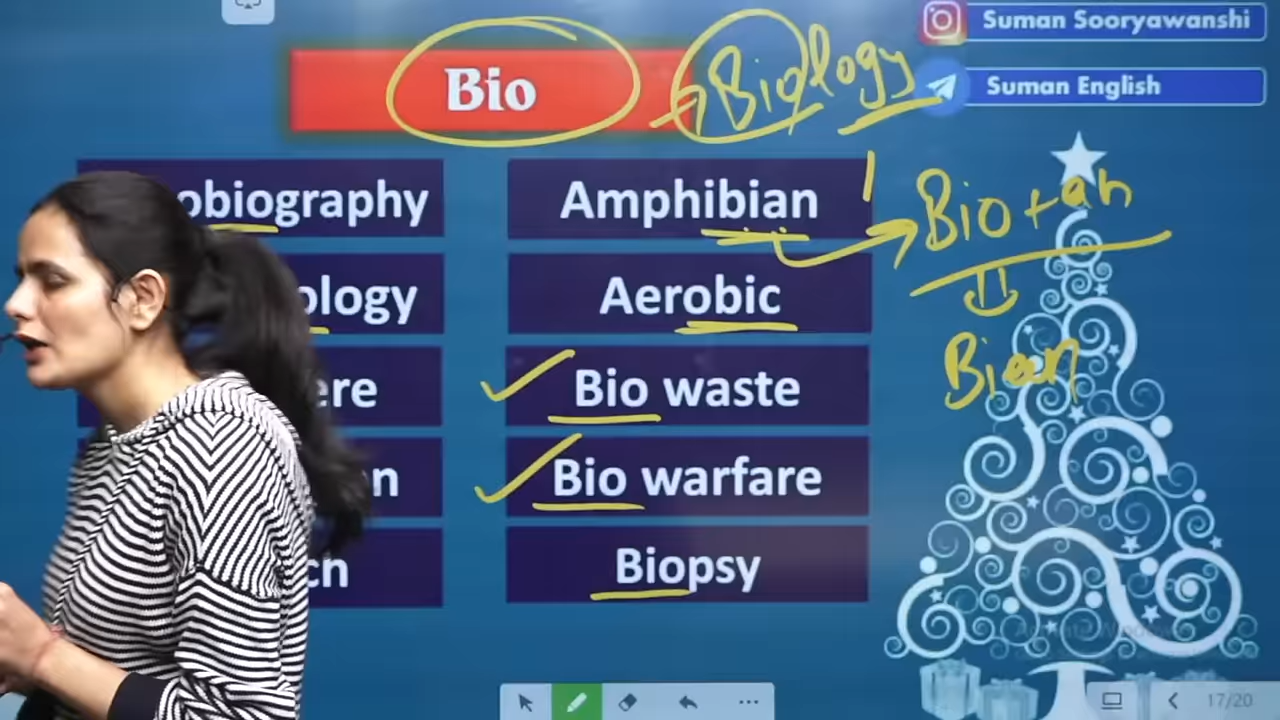 Suman Sooryawanshi
Bio
Biology
Suman English
obiography
Amphibian
Bio + an
ology
Aerobic
Bian
ere
Bio waste
n
Bio warfare
ch
Biopsy
17/20